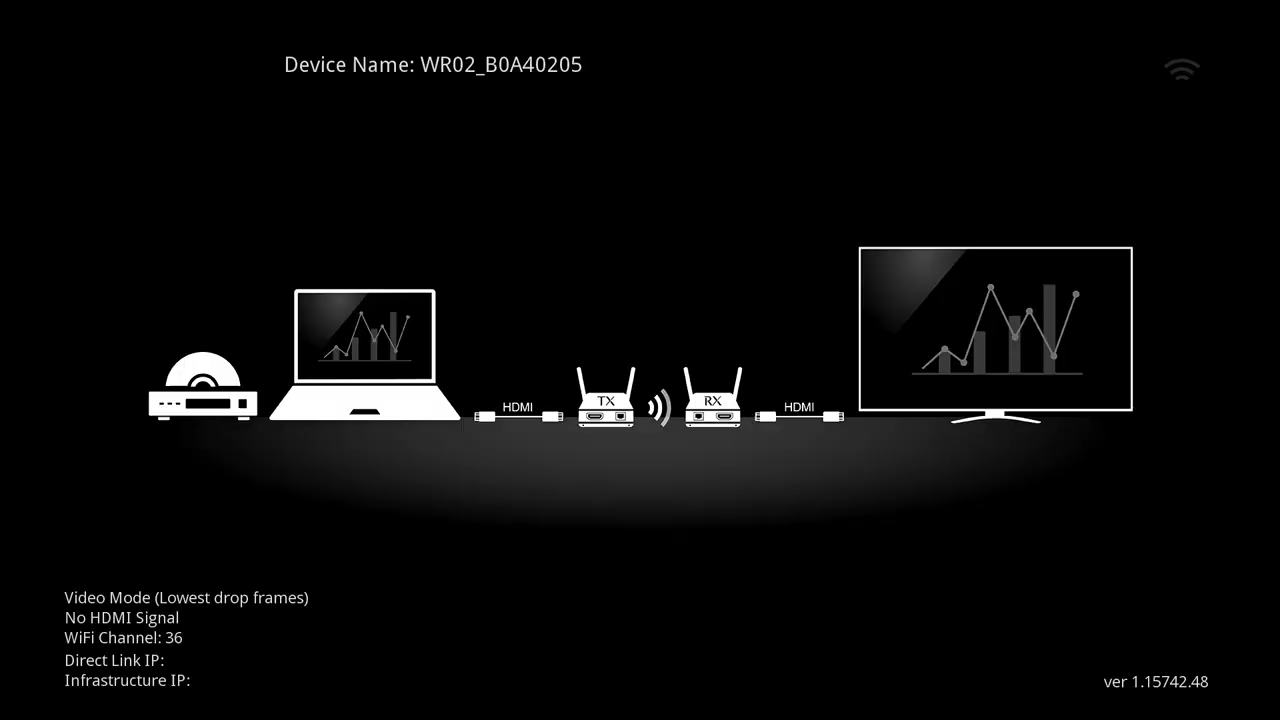 Device Name: WR02_B0A40205
HDMI
TX
RX
HDMI
Video Mode (Lowest drop frames)
No HDMI Signal
WiFi Channel: 36
Direct Link IP:
Infrastructure IP:
ver 1.15742.48